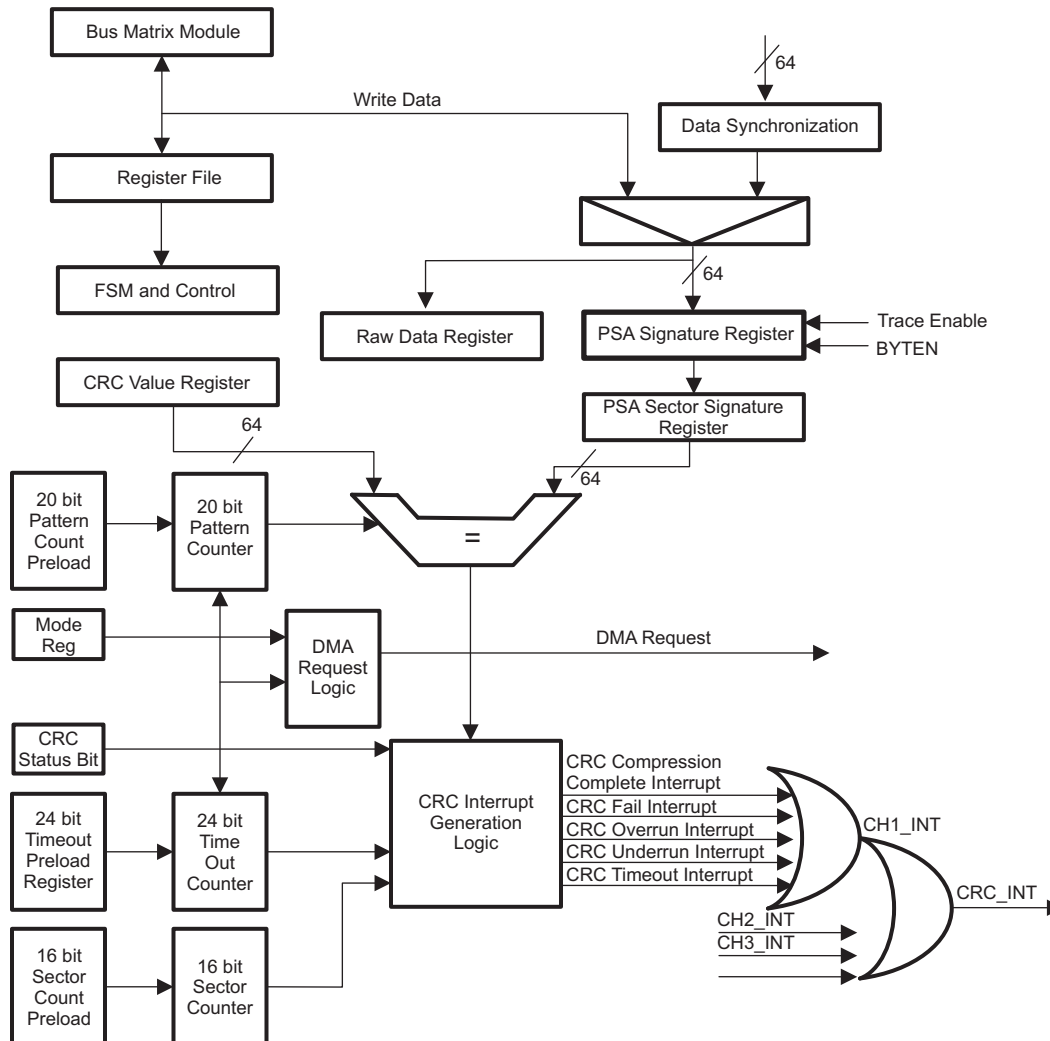 Bus Matrix Module
64
Write Data
Data Synchronization
Register File
64
FSM and Control
Raw Data Register
PSA Signature Register
Trace Enable
BYTEN
CRC Value Register
PSA Sector Signature
Register
64
64
20 bit
Pattern
Count
Preload
20 bit
Pattern
Counter
=
Mode
Reg
DMA
Request
Logic
DMA Request
CRC
Status Bit
CRC Interrupt
Generation
Logic
CRC Compression
Complete Interrupt
CRC Fail Interrupt
CRC Overrun Interrupt
CRC Underrun Interrupt
CRC Timeout Interrupt
CH1_INT
24 bit
Timeout
Preload
Register
24 bit
Time
Out
Counter
CRC_INT
CH2_INT
CH3_INT
16 bit
Sector
Count
Preload
16 bit
Sector
Counter